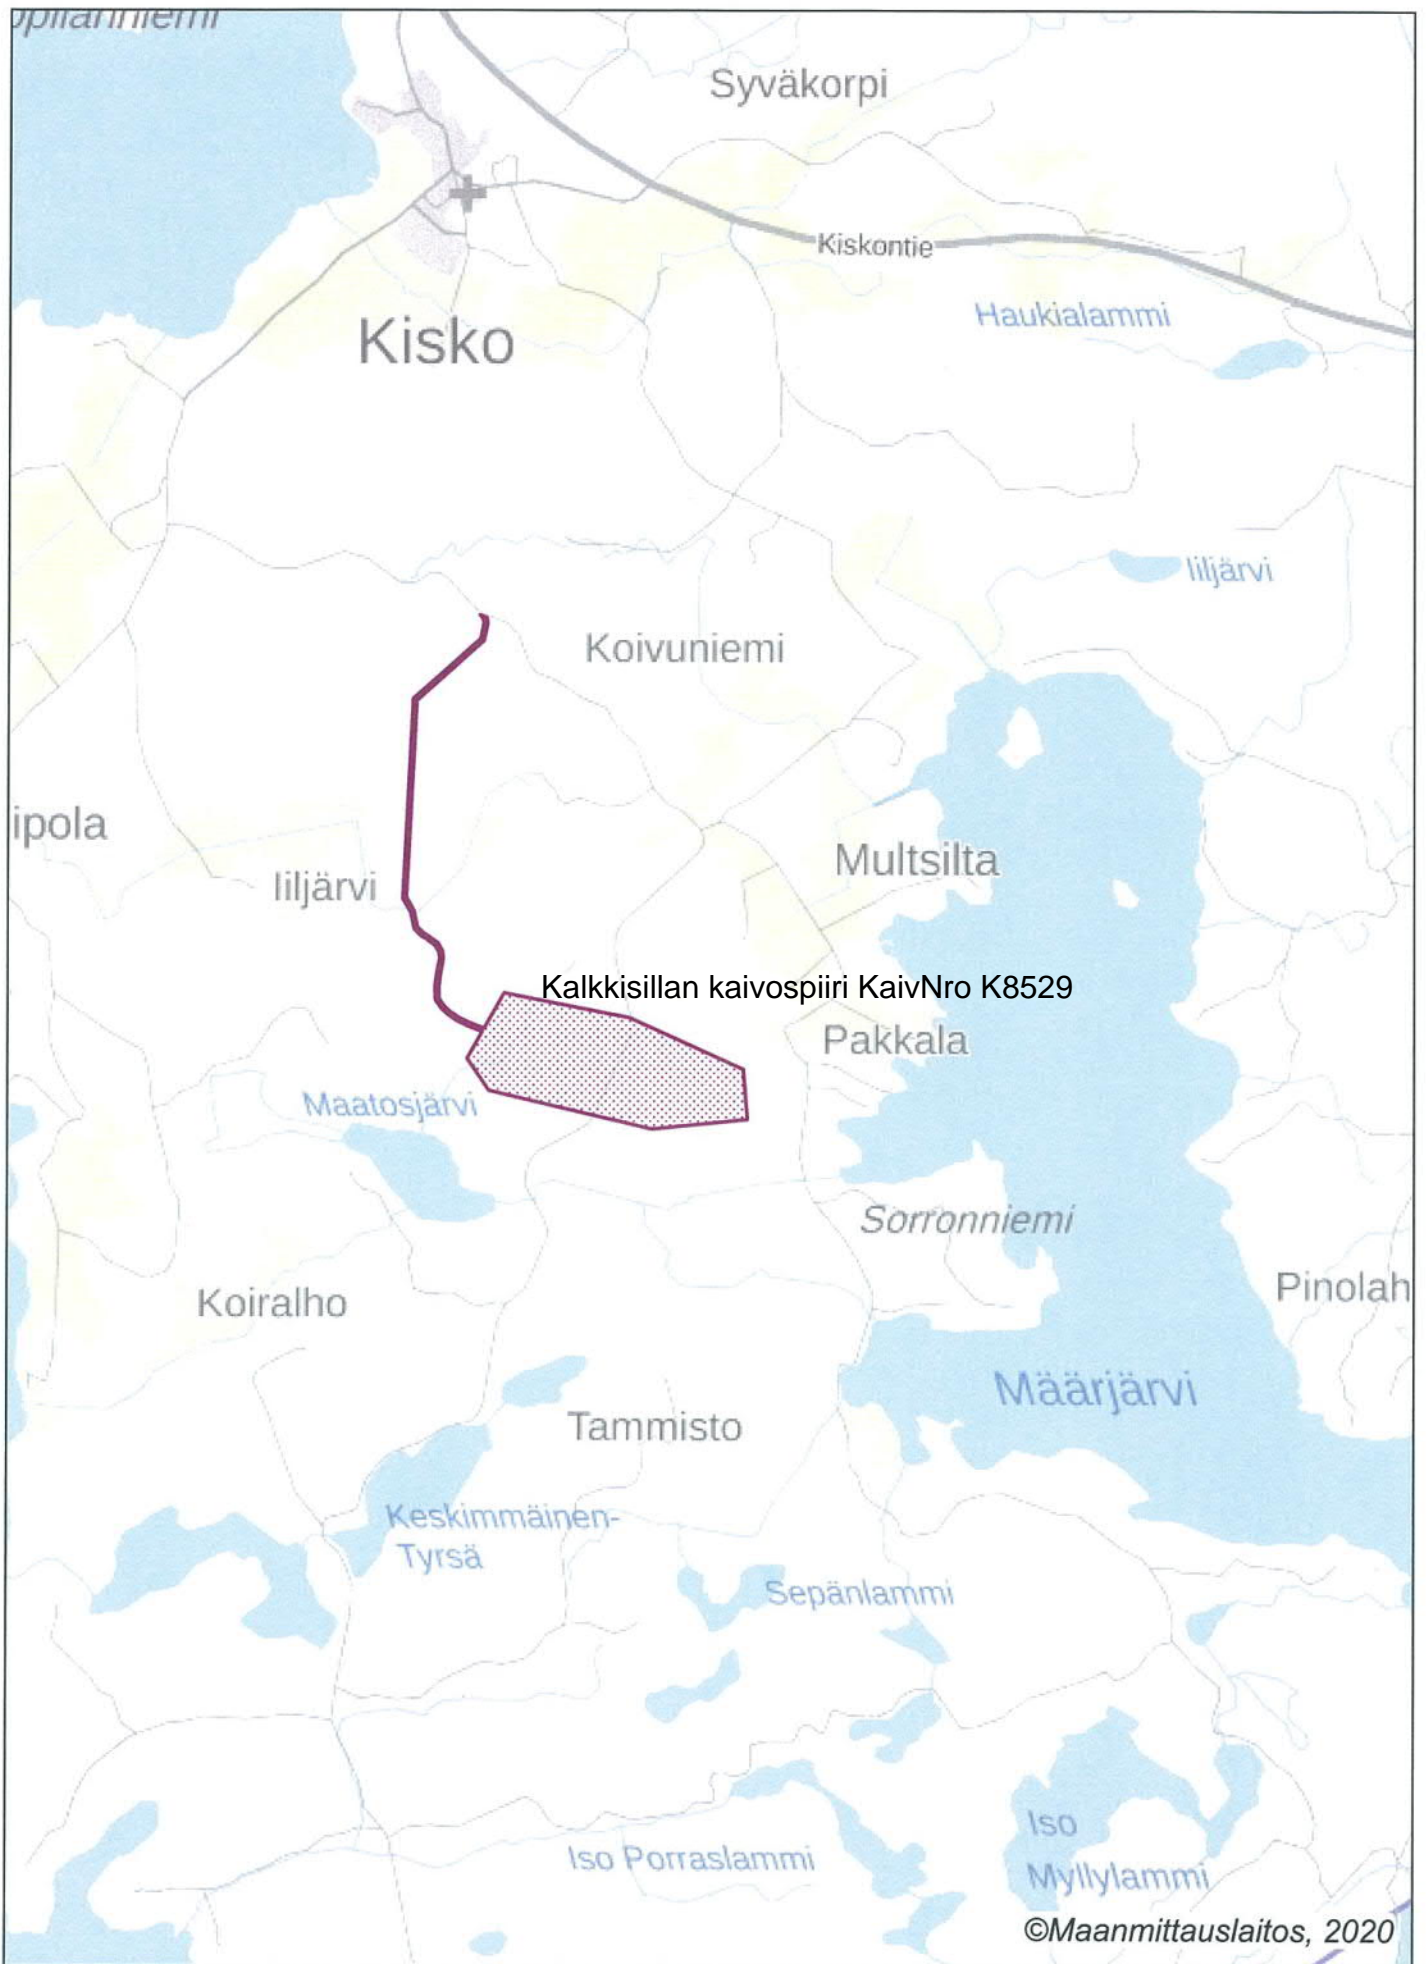 Syväkorpi
Kiskontie
Haukialammi
Kisko
Iiljärvi
Koivuniemi
ipola
Multsilta
Iiljärvi
Kalkkisillan kaivospiiri KaivNro K8529
Pakkala
Maatosjärvi
Sorronniemi
Pinolah
Koiralho
Määrjärvi
Tammisto
Keskimmäinen-
Tyrsä
Sepänlammi
Iso
Iso Porraslammi
Myllylammi
©Maanmittauslaitos, 2020